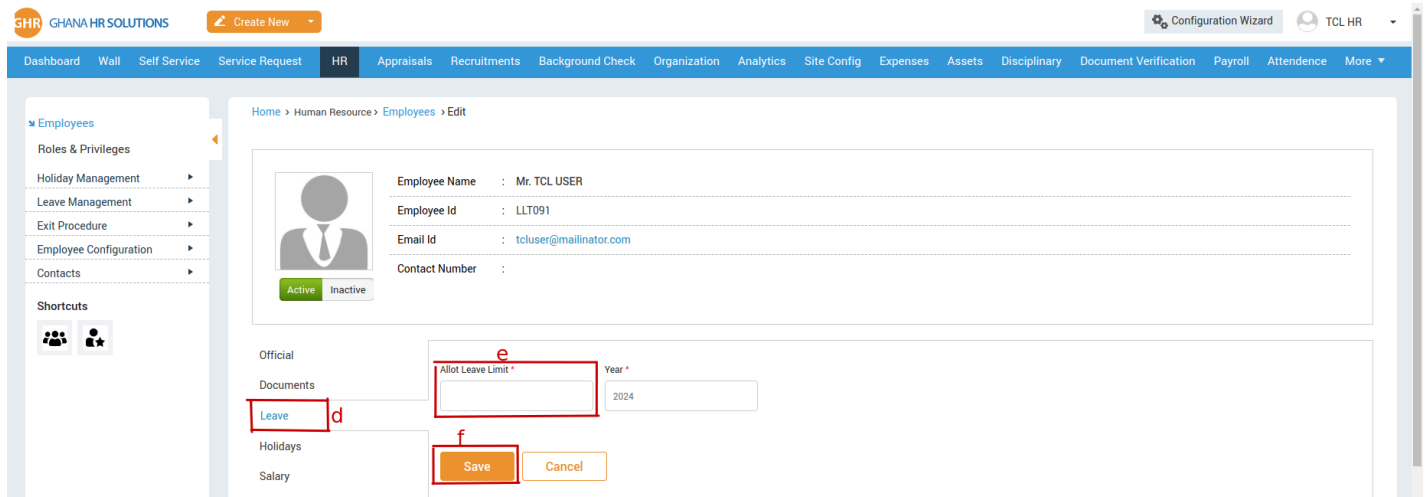 GHR GHANA HR SOLUTIONS Create New Configuration Wizard TCL HR
Dashboard Wall Self Service Service Request HR Appraisals Recruitments Background Check Organization Analytics Site Config Expenses Assets Disciplinary Document Verification Payroll Attendence More
Home › Human Resource › Employees › Edit
Employees
Roles & Privileges
Holiday Management
Leave Management
Exit Procedure
Employee Configuration
Contacts
Shortcuts
Employee Name : Mr. TCL USER
Employee Id : LLT091
Email Id : tcluser@mailinator.com
Contact Number :
Active Inactive
Official
Documents
Leave d
Holidays
Salary
e
Allot Leave Limit * Year *
2024
f
Save Cancel